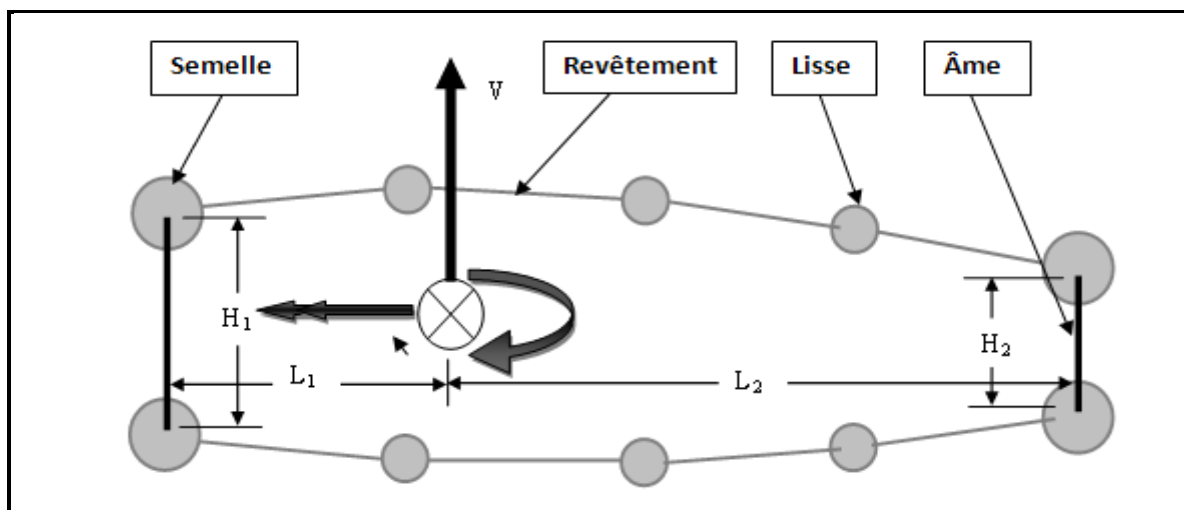 Semelle
Revêtement
Lisse
Âme
V
H₁
H₂
L₁
L₂